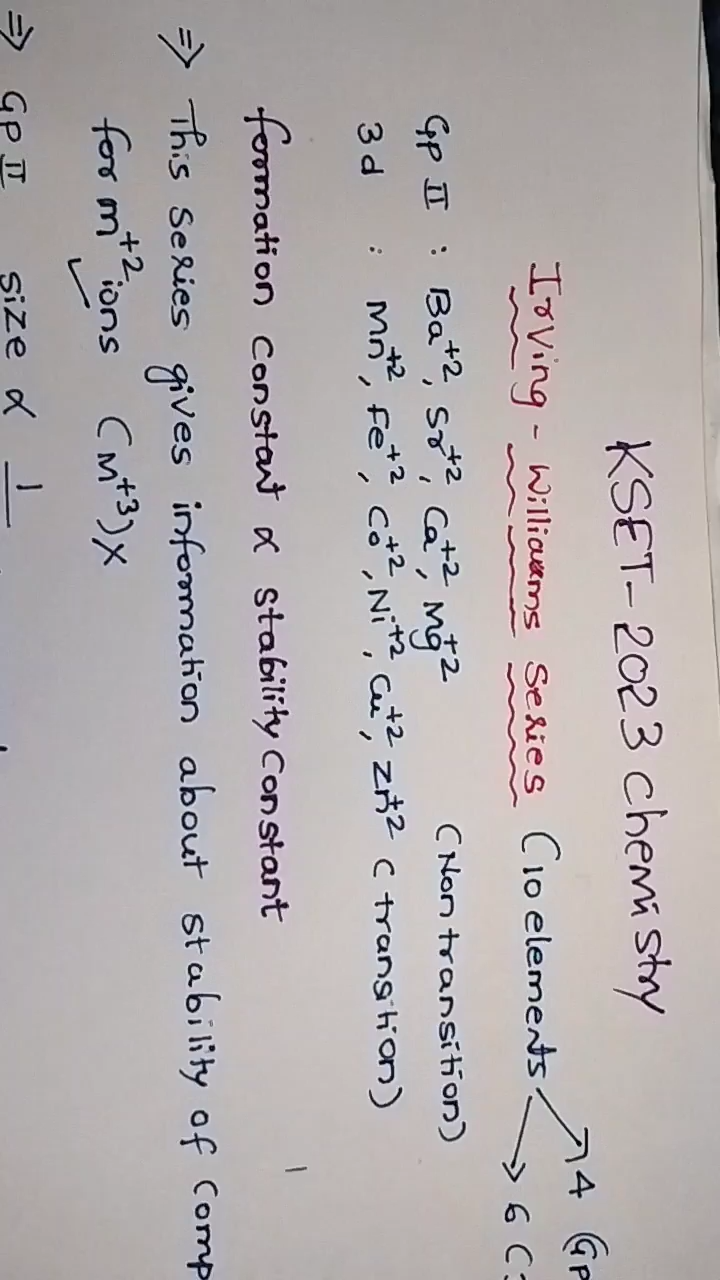 KSET-2023 Chemistry
Irving - Williams Series (10 elements → 4 (Gp
→ 6 (
Gp II : Ba+2, Sr+2, Ca+2, Mg+2 (Non transition)
3d : Mn+2, Fe+2, Co+2, Ni+2, Cu+2, Zn+2 (transition)
formation constant ∝ stability constant
⇒ This series gives information about stability of Comp
for m+2 ions ✓ (M+3)×
⇒ Gp II size ∝ 1